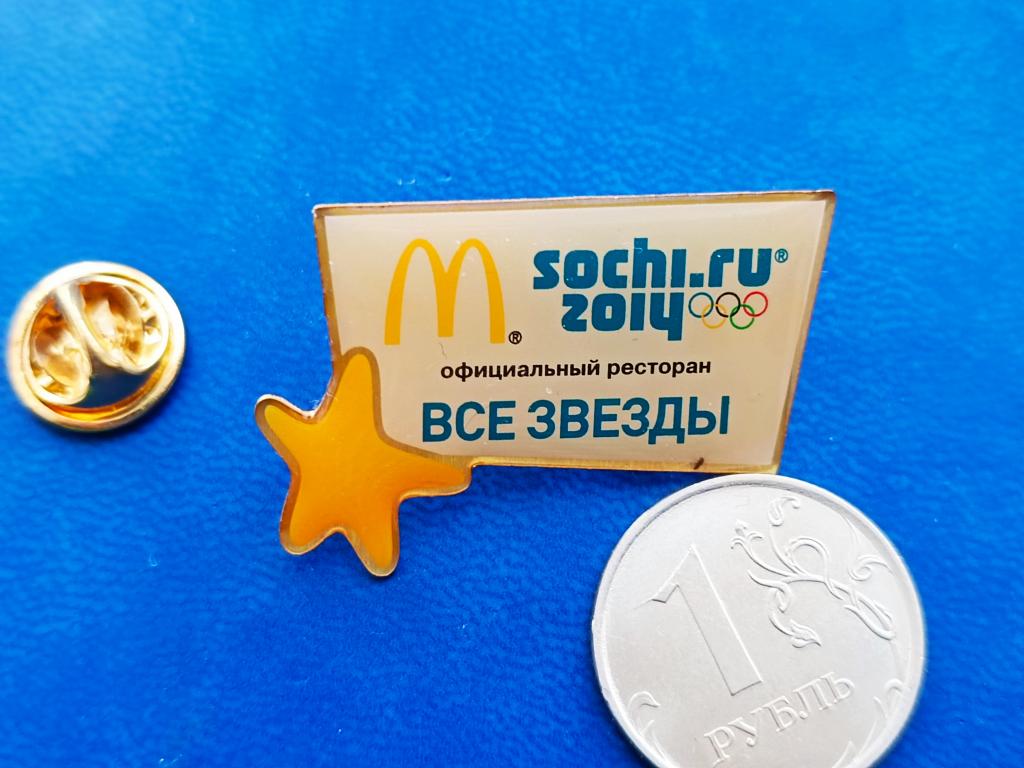 M®
sochi.ru®
2014
официальный ресторан
ВСЕ ЗВЕЗДЫ
1
РУБЛЬ